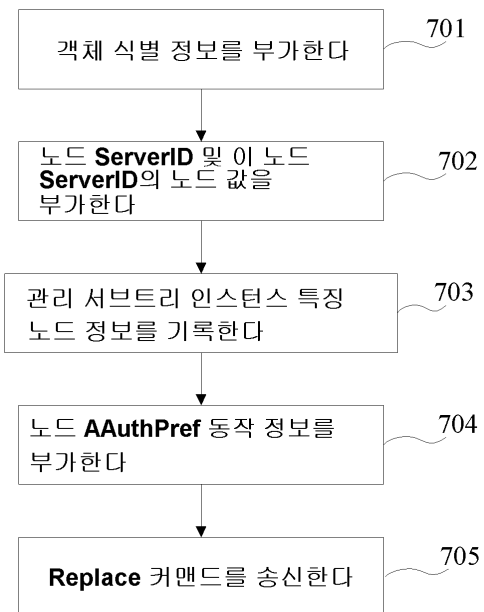 객체 식별 정보를 부가한다
701
노드 ServerID 및 이 노드
ServerID의 노드 값을
부가한다
702
관리 서브트리 인스턴스 특징
노드 정보를 기록한다
703
노드 AAuthPref 동작 정보를
부가한다
704
Replace 커맨드를 송신한다
705